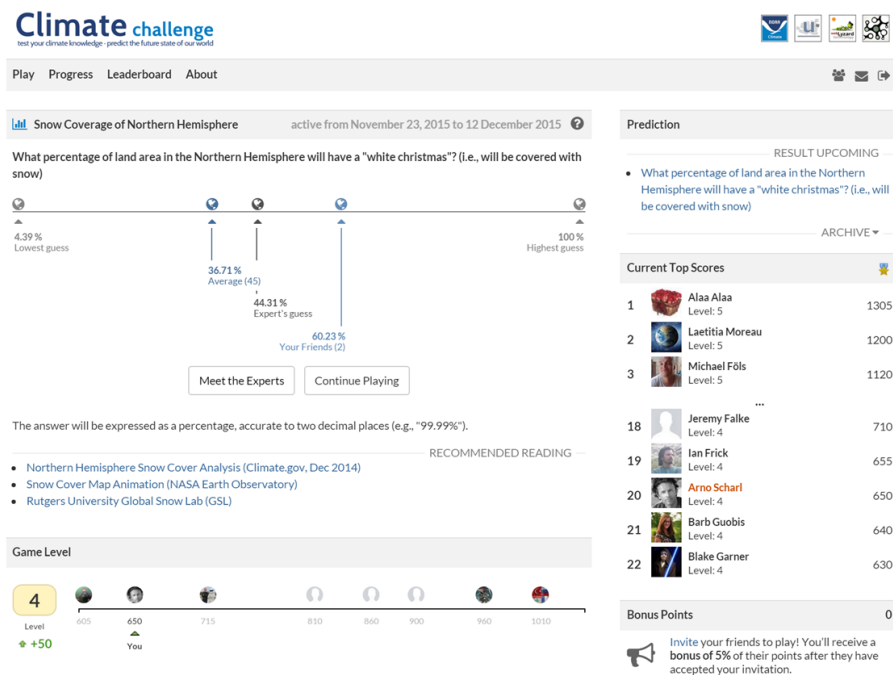 Climate challenge
test your climate knowledge - predict the future state of our world
Play Progress Leaderboard About
Snow Coverage of Northern Hemisphere
active from November 23, 2015 to 12 December 2015
What percentage of land area in the Northern Hemisphere will have a "white christmas"? (i.e., will be covered with
snow)
4.39 %
Lowest guess
100 %
Highest guess
36.71 %
Average (45)
44.31 %
Expert's guess
60.23 %
Your Friends (2)
Meet the Experts
Continue Playing
The answer will be expressed as a percentage, accurate to two decimal places (e.g., "99.99%").
RECOMMENDED READING
Northern Hemisphere Snow Cover Analysis (Climate.gov, Dec 2014)
Snow Cover Map Animation (NASA Earth Observatory)
Rutgers University Global Snow Lab (GSL)
Game Level
4
Level
+50
605 650 715 810 860 900 960 1010
You
Prediction
RESULT UPCOMING
What percentage of land area in the Northern
Hemisphere will have a "white christmas"? (i.e., will
be covered with snow)
ARCHIVE
Current Top Scores
1 Alaa Alaa 1305
Level: 5
2 Laetitia Moreau 1200
Level: 5
3 Michael Föls 1120
Level: 5
...
18 Jeremy Falke 710
Level: 4
19 Ian Frick 655
Level: 4
20 Arno Scharl 650
Level: 4
21 Barb Guobis 640
Level: 4
22 Blake Garner 630
Level: 4
Bonus Points 0
Invite your friends to play! You'll receive a
bonus of 5% of their points after they have
accepted your invitation.